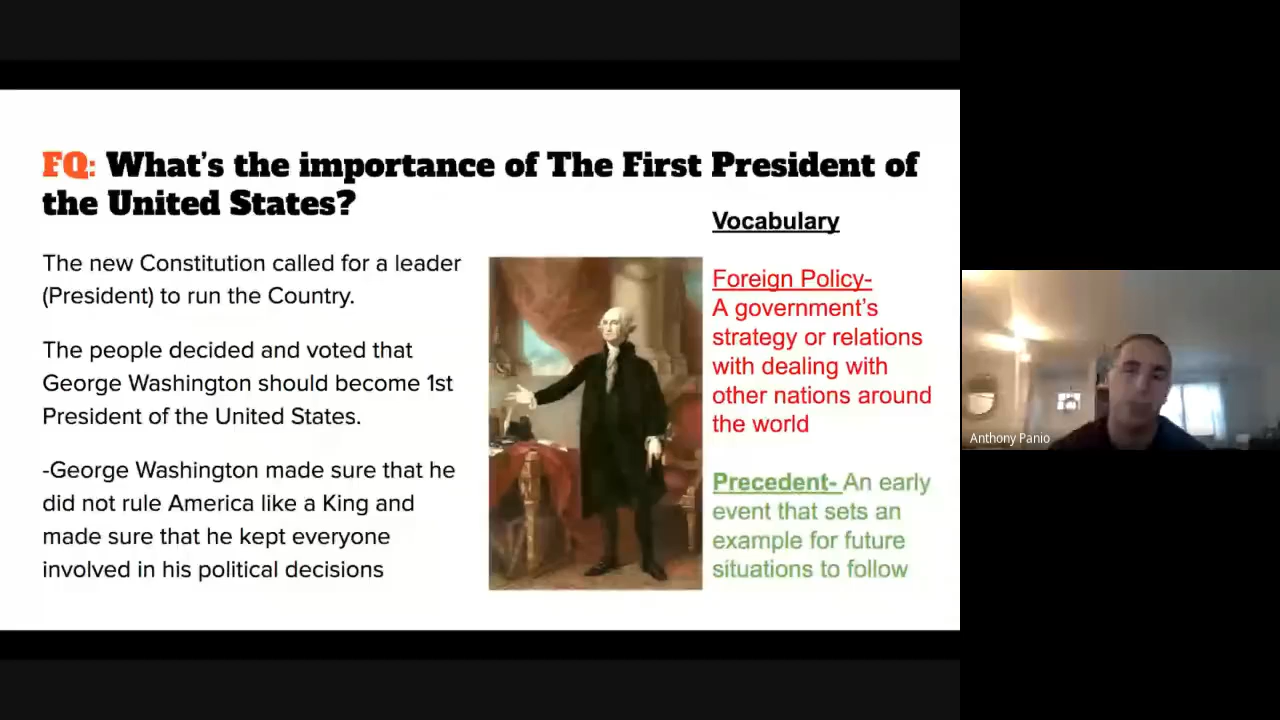 FQ: What's the importance of The First President of
the United States?
The new Constitution called for a leader
(President) to run the Country.
The people decided and voted that
George Washington should become 1st
President of the United States.
-George Washington made sure that he
did not rule America like a King and
made sure that he kept everyone
involved in his political decisions
Vocabulary
Foreign Policy-
A government's
strategy or relations
with dealing with
other nations around
the world
Precedent- An early
event that sets an
example for future
situations to follow
Anthony Panio